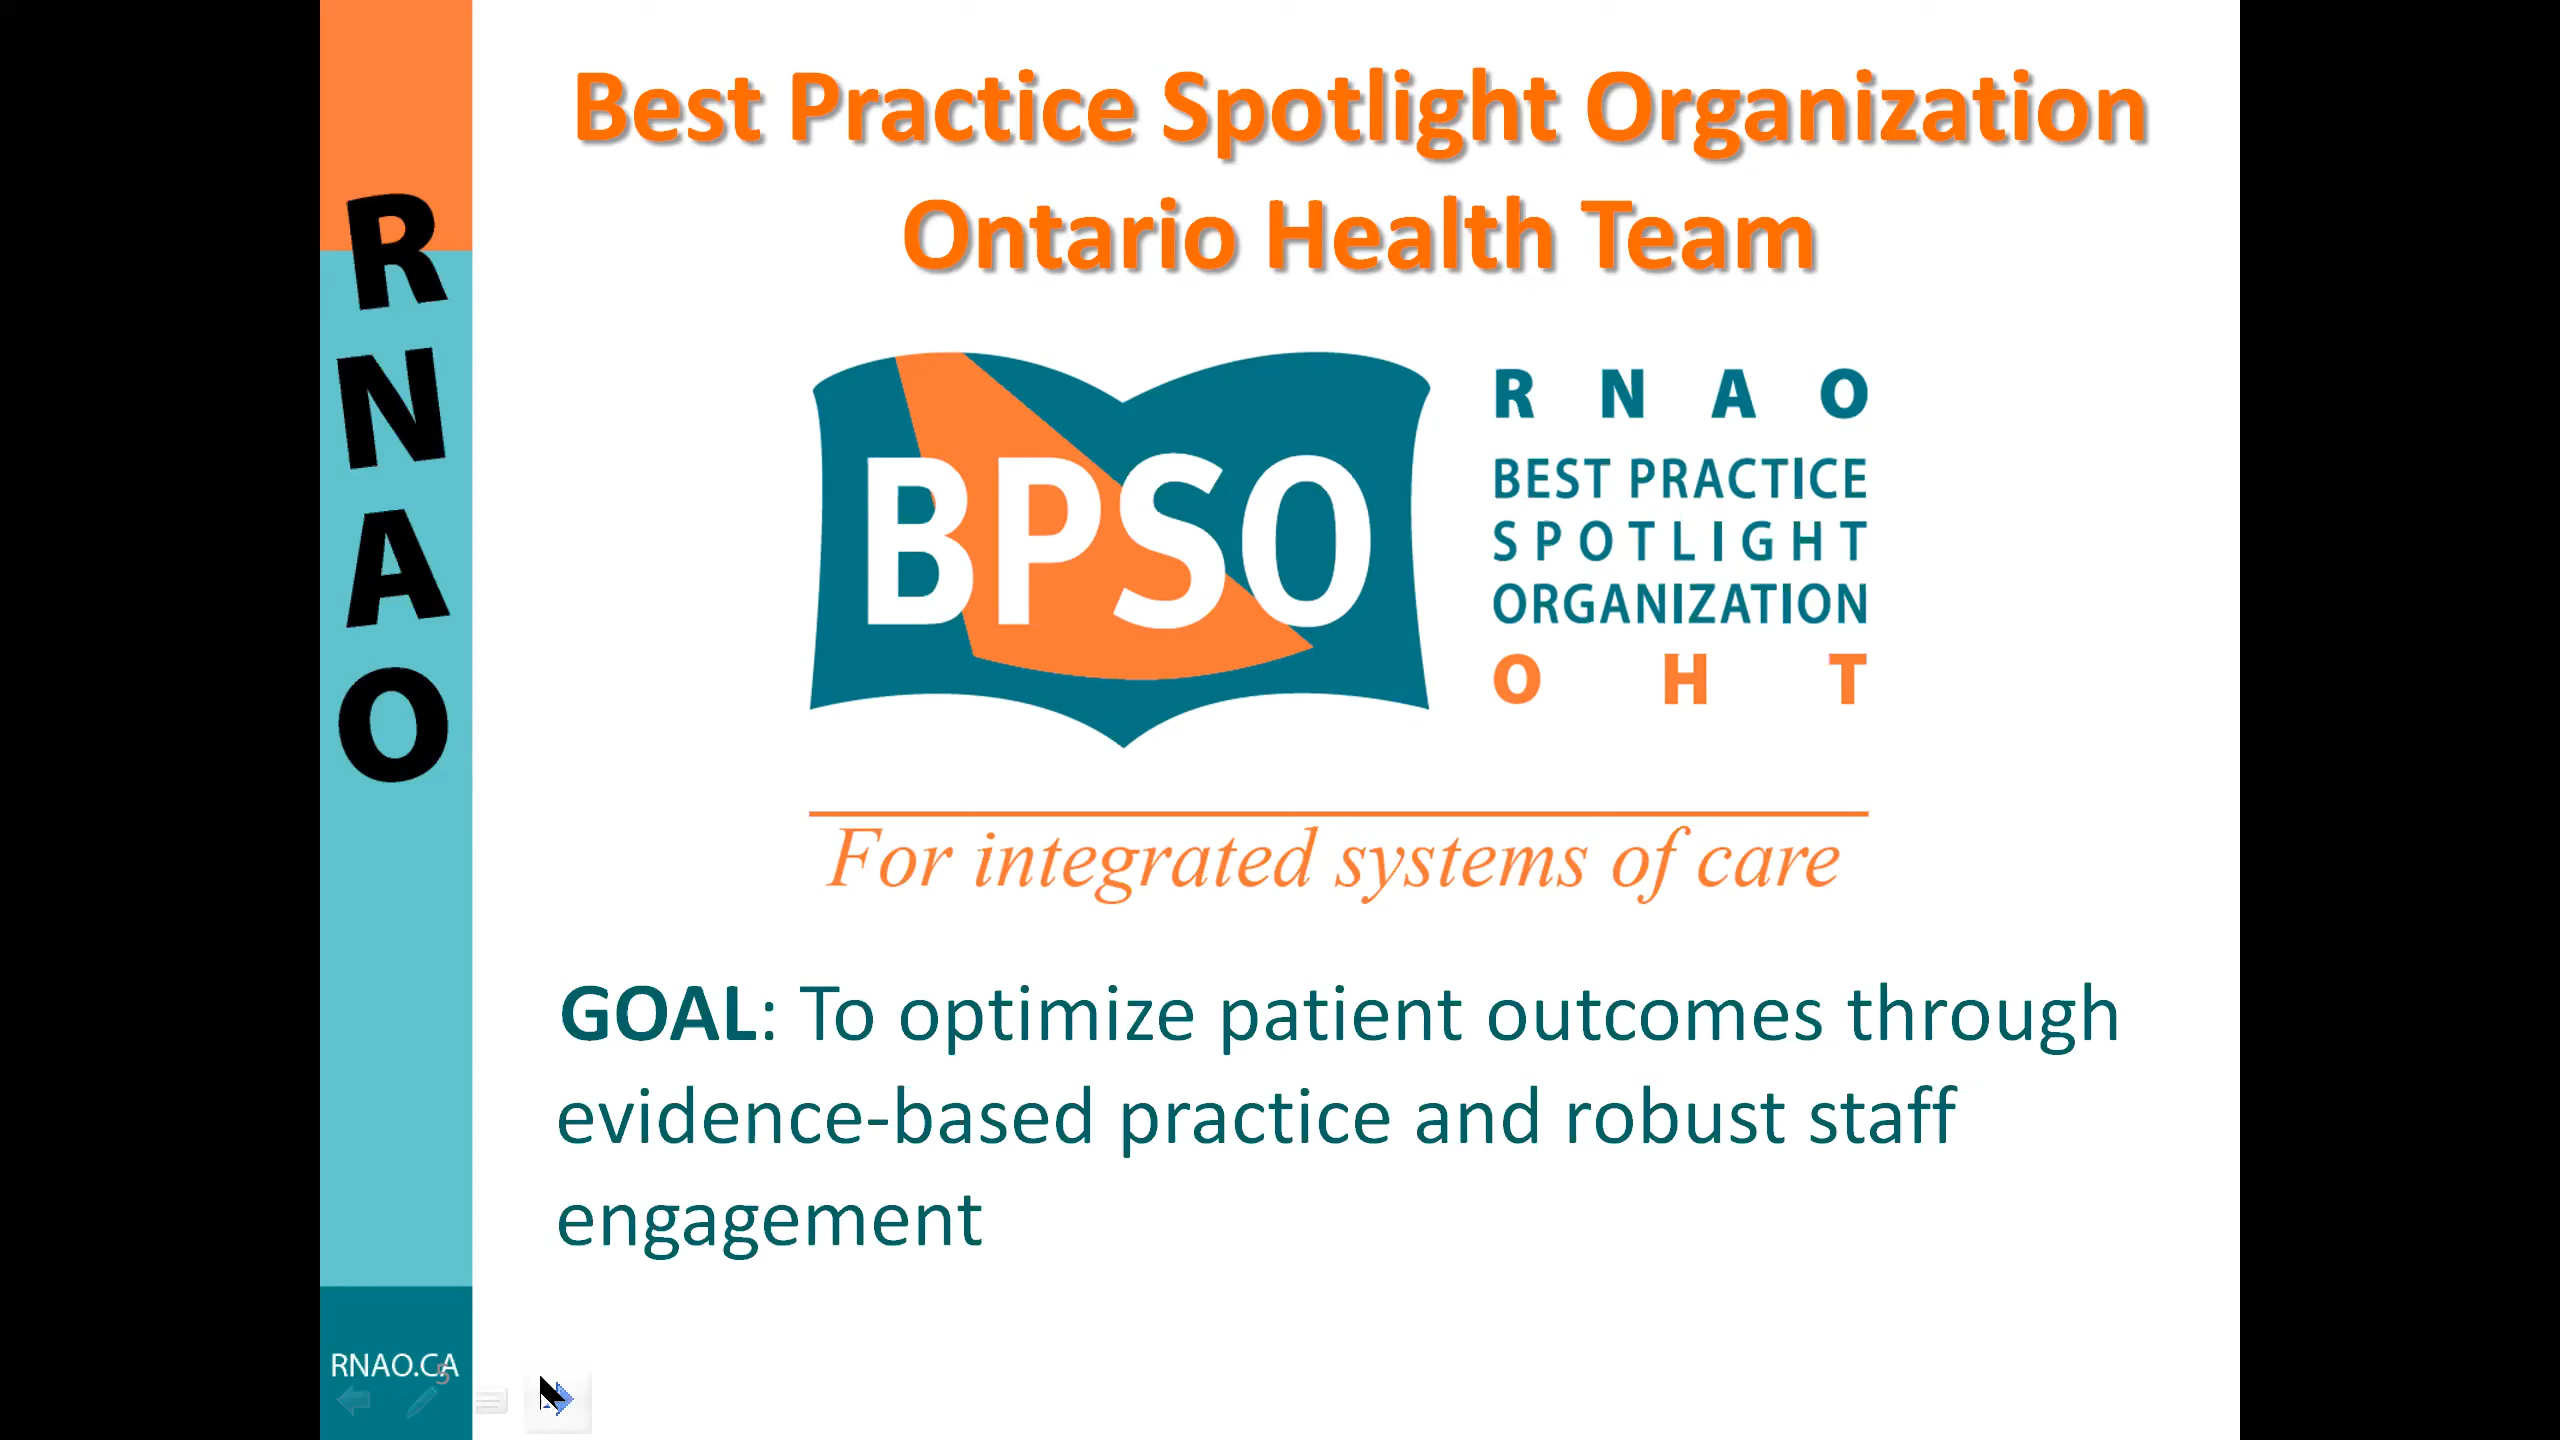 Best Practice Spotlight Organization
Ontario Health Team
R
N
A
O
BPSO
R N A O
BEST PRACTICE
SPOTLIGHT
ORGANIZATION
O H T
For integrated systems of care
GOAL: To optimize patient outcomes through
evidence-based practice and robust staff
engagement
RNAO.CA
5